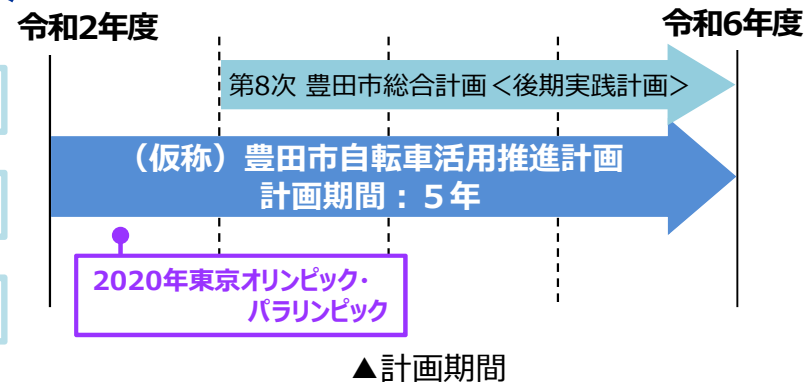 令和2年度
令和6年度
第8次 豊田市総合計画＜後期実践計画＞
（仮称）豊田市自転車活用推進計画
計画期間：５年
2020年東京オリンピック・
パラリンピック
▲計画期間